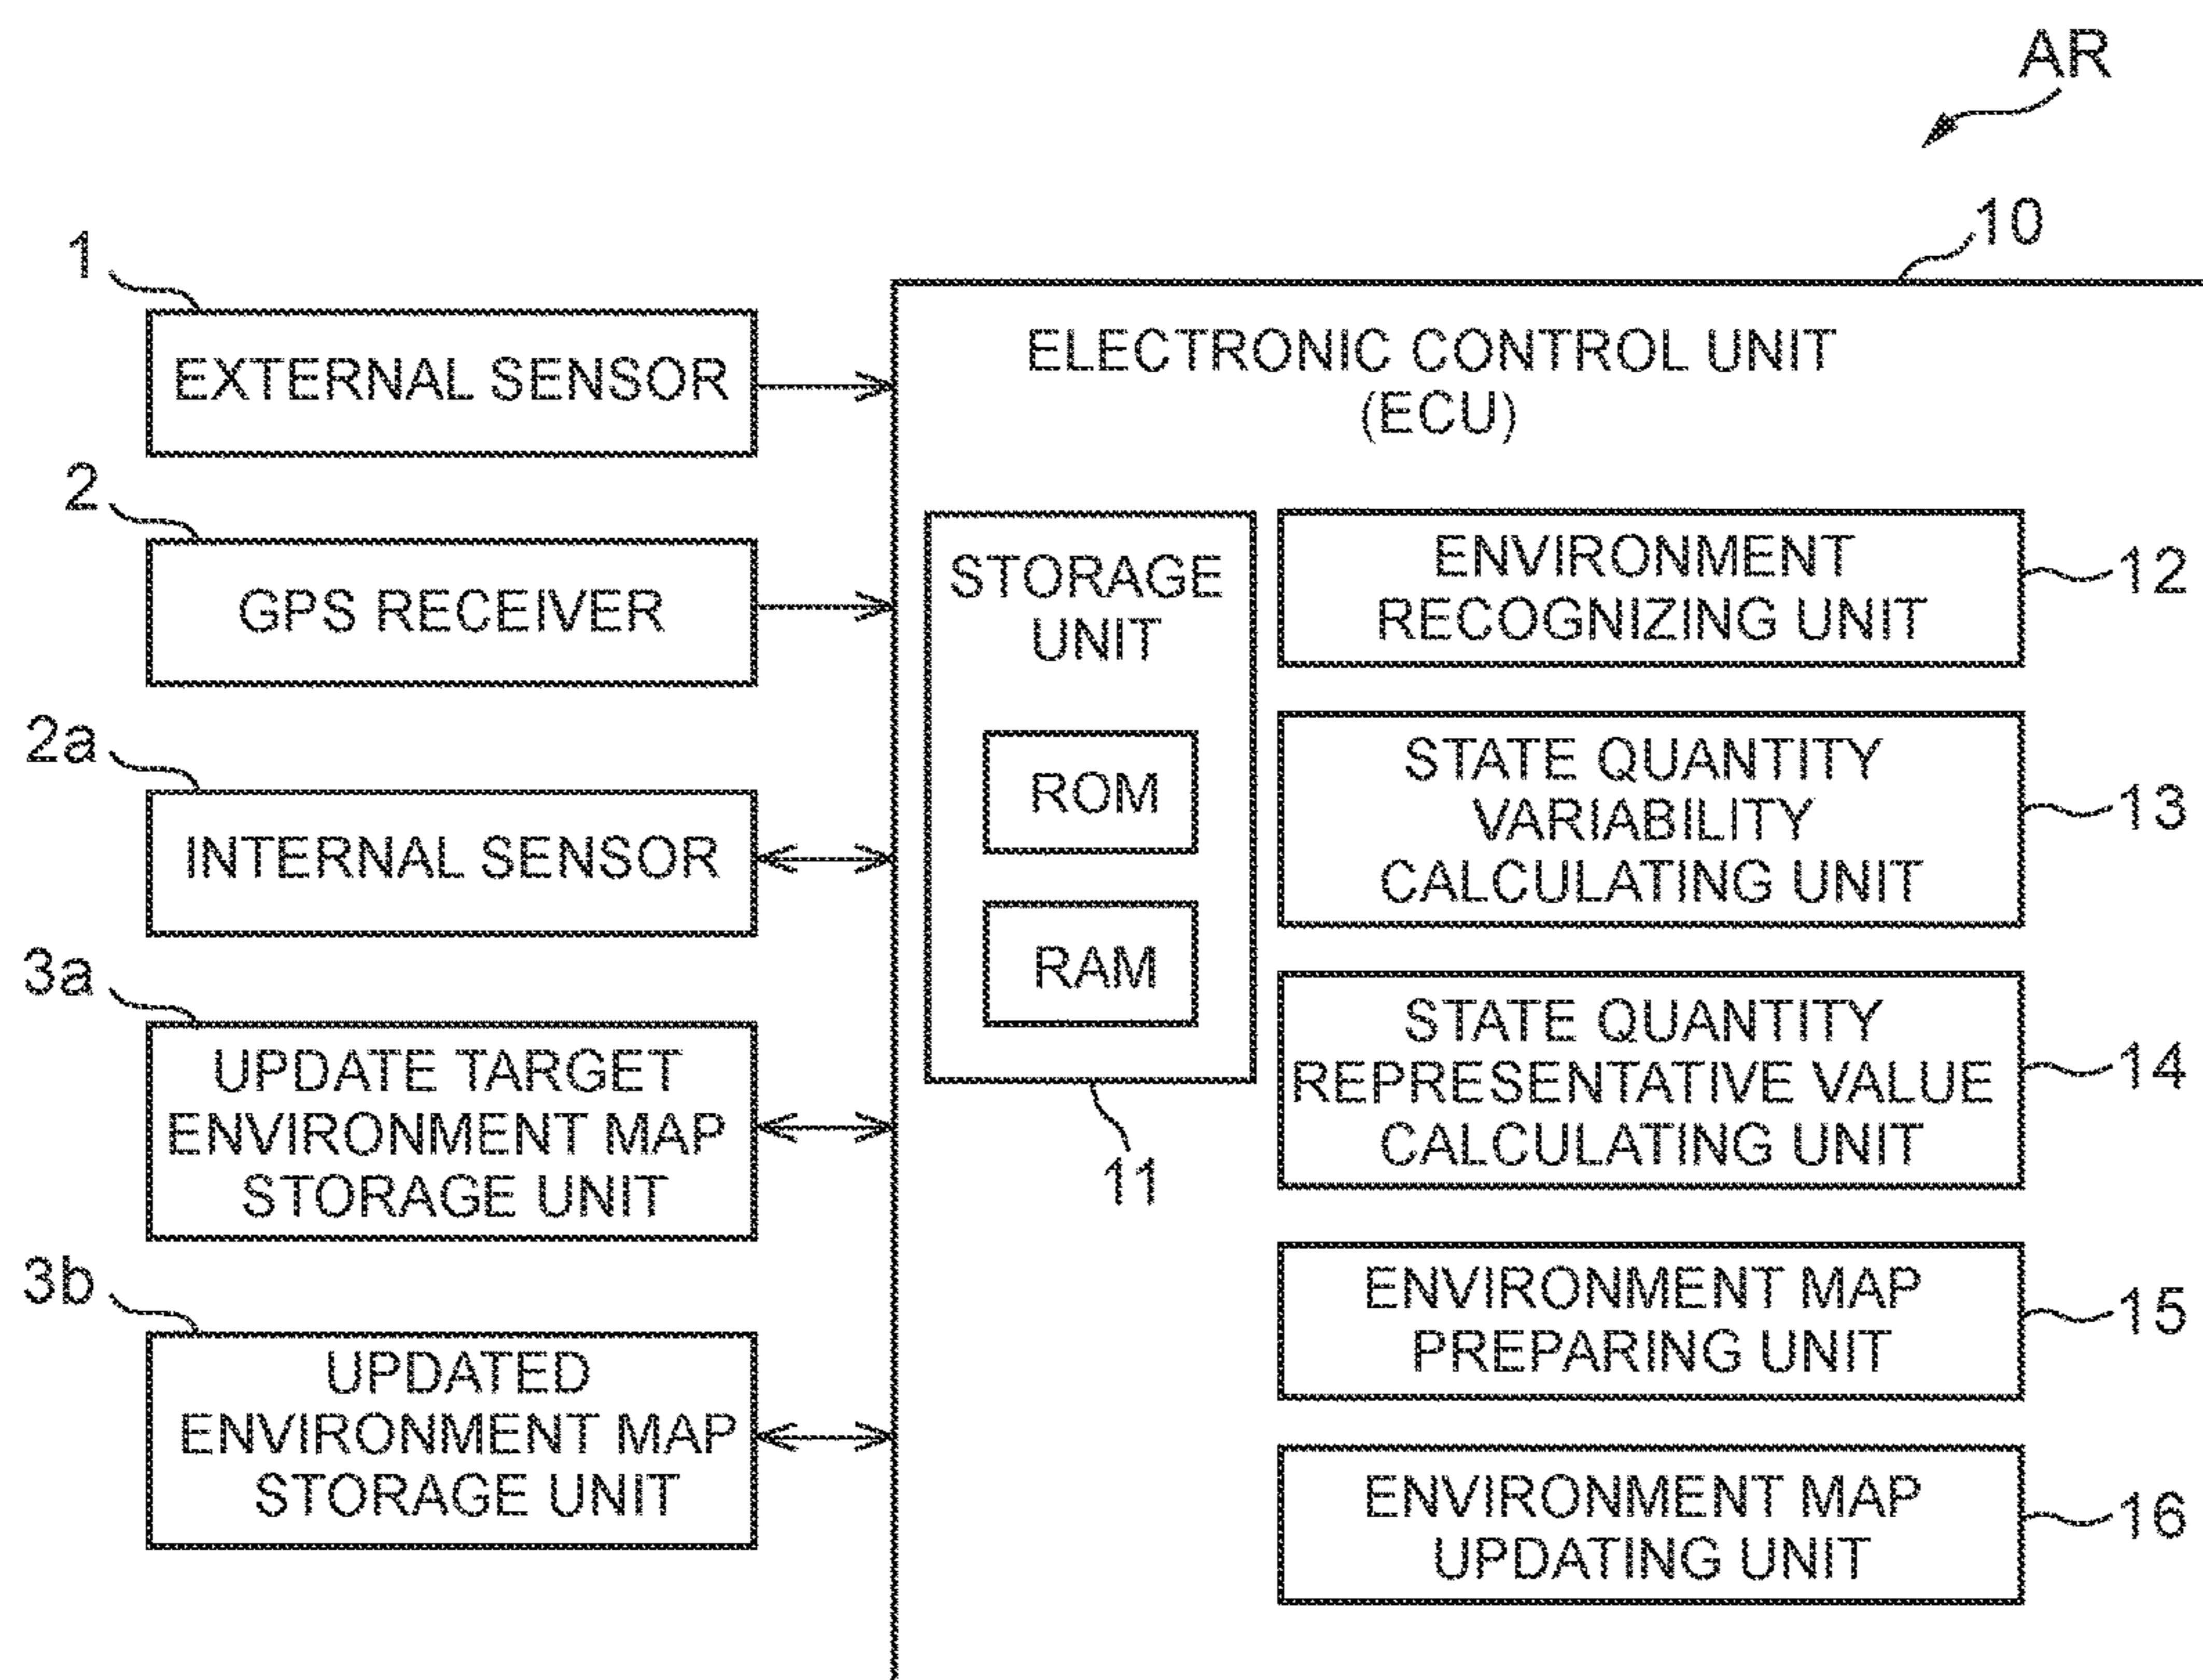 AR
10
1
EXTERNAL SENSOR
2
GPS RECEIVER
2a
INTERNAL SENSOR
3a
UPDATE TARGET
ENVIRONMENT MAP
STORAGE UNIT
3b
UPDATED
ENVIRONMENT MAP
STORAGE UNIT
ELECTRONIC CONTROL UNIT
(ECU)
STORAGE
UNIT
ROM
RAM
11
ENVIRONMENT
RECOGNIZING UNIT
12
STATE QUANTITY
VARIABILITY
CALCULATING UNIT
13
STATE QUANTITY
REPRESENTATIVE VALUE
CALCULATING UNIT
14
ENVIRONMENT MAP
PREPARING UNIT
15
ENVIRONMENT MAP
UPDATING UNIT
16